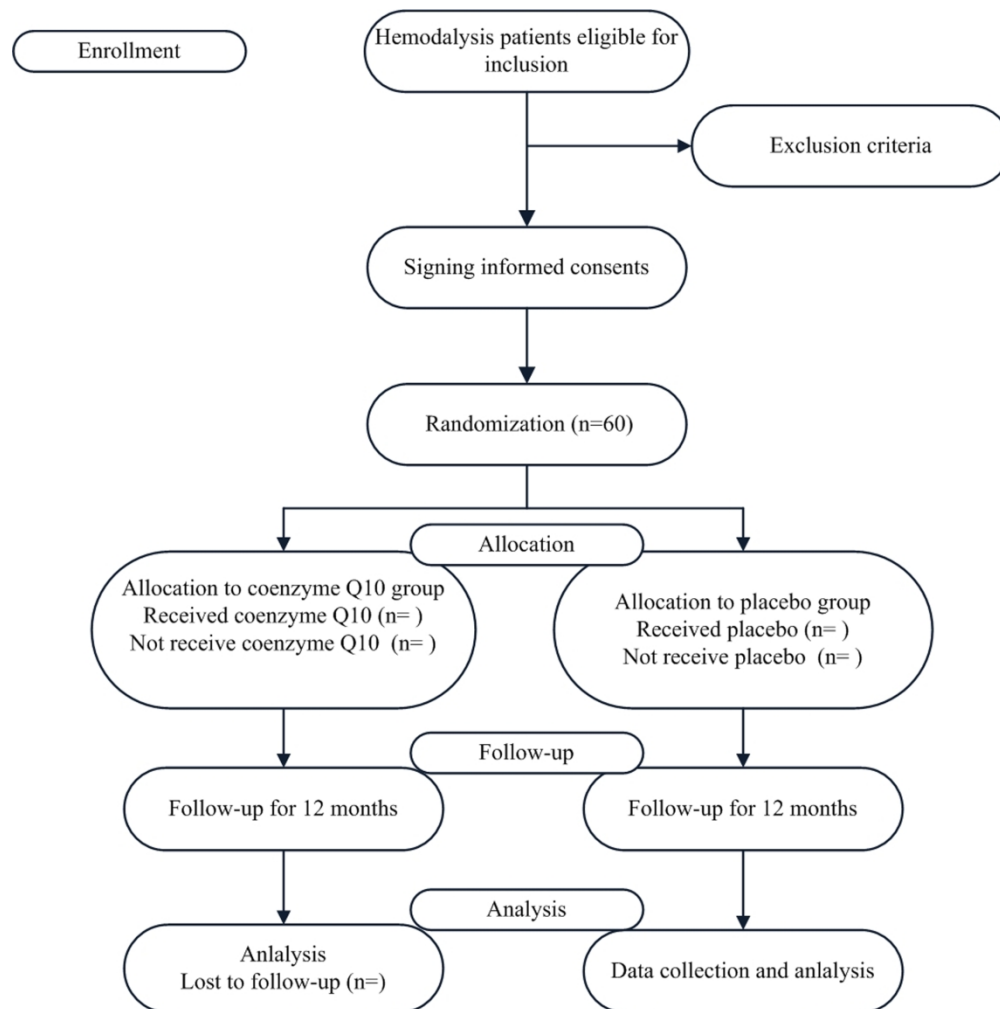 Enrollment
Hemodalysis patients eligible for
inclusion
Exclusion criteria
Signing informed consents
Randomization (n=60)
Allocation
Allocation to coenzyme Q10 group
Received coenzyme Q10 (n= )
Not receive coenzyme Q10  (n= )
Allocation to placebo group
Received placebo (n= )
Not receive placebo  (n= )
Follow-up
Follow-up for 12 months
Follow-up for 12 months
Analysis
Anlalysis
Lost to follow-up (n=)
Data collection and anlalysis